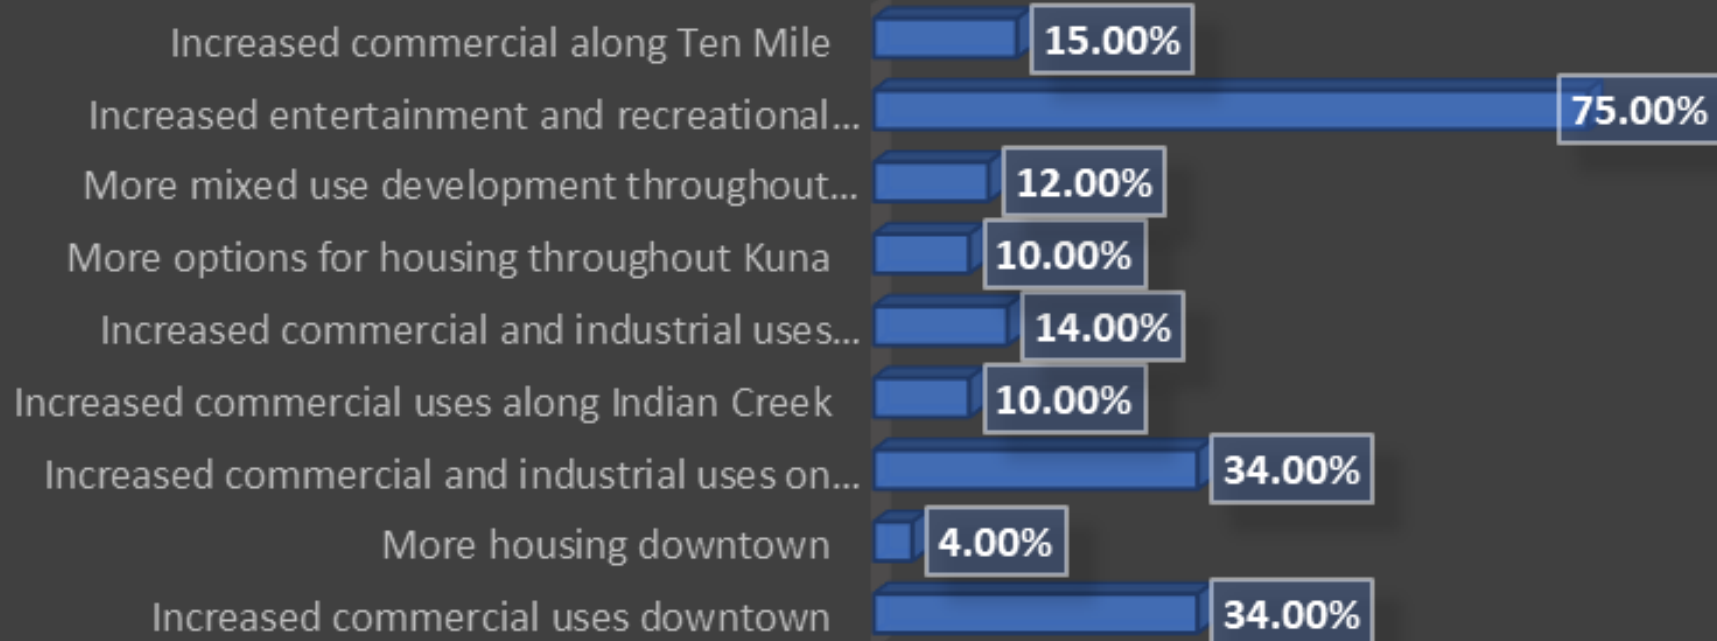 Increased commercial along Ten Mile 15.00%
Increased entertainment and recreational... 75.00%
More mixed use development throughout... 12.00%
More options for housing throughout Kuna 10.00%
Increased commercial and industrial uses... 14.00%
Increased commercial uses along Indian Creek 10.00%
Increased commercial and industrial uses on... 34.00%
More housing downtown 4.00%
Increased commercial uses downtown 34.00%